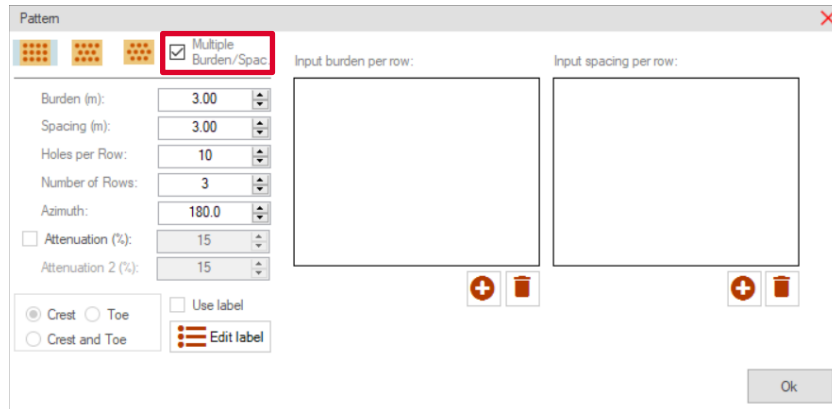 Pattern
Multiple
Burden/Spac.
Input burden per row:
Input spacing per row:
Burden (m):
3.00
Spacing (m):
3.00
Holes per Row:
10
Number of Rows:
3
Azimuth:
180.0
Attenuation (%):
15
Attenuation 2 (%):
15
Crest
Toe
Crest and Toe
Use label
Edit label
Ok